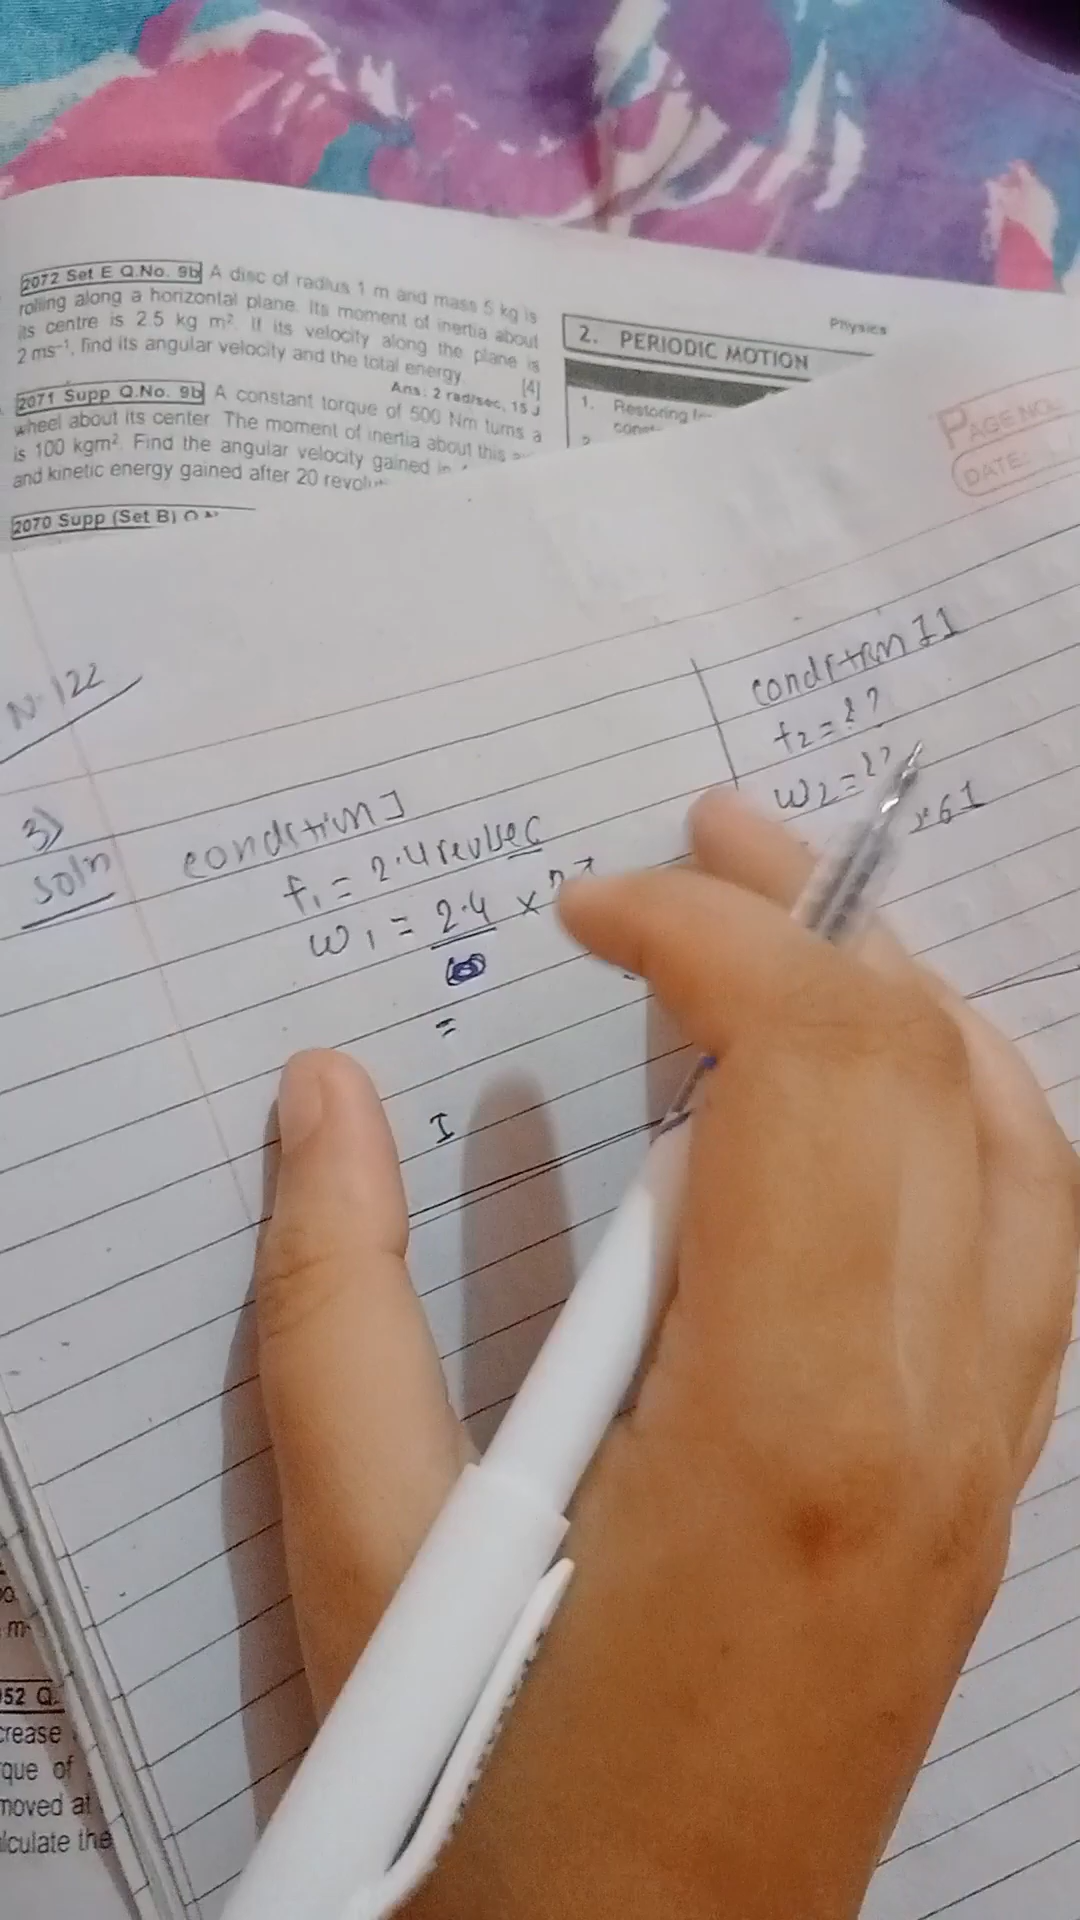 2072 Set E Q.No. 9b A disc of radius 1 m and mass 5 kg is
rolling along a horizontal plane. Its moment of inertia about
its centre is 2.5 kg m². If its velocity along the plane is
2 ms⁻¹, find its angular velocity and the total energy. [4]
Ans: 2 rad/sec, 15 J
2071 Supp Q.No. 9b A constant torque of 500 Nm turns a
wheel about its center. The moment of inertia about this
is 100 kgm². Find the angular velocity gained in
and kinetic energy gained after 20
2070 Supp (Set B)
Physics
2. PERIODIC MOTION
1. Restoring
PAGE NO.
DATE:
N-122
3)
Soln
condition I
f₁ = 2.4 rev/sec
ω₁ = 2.4 ×
=
I
condition II
f₂ = ??
ω₂ = ??
52 Q.
crease
que of
moved at
lculate the